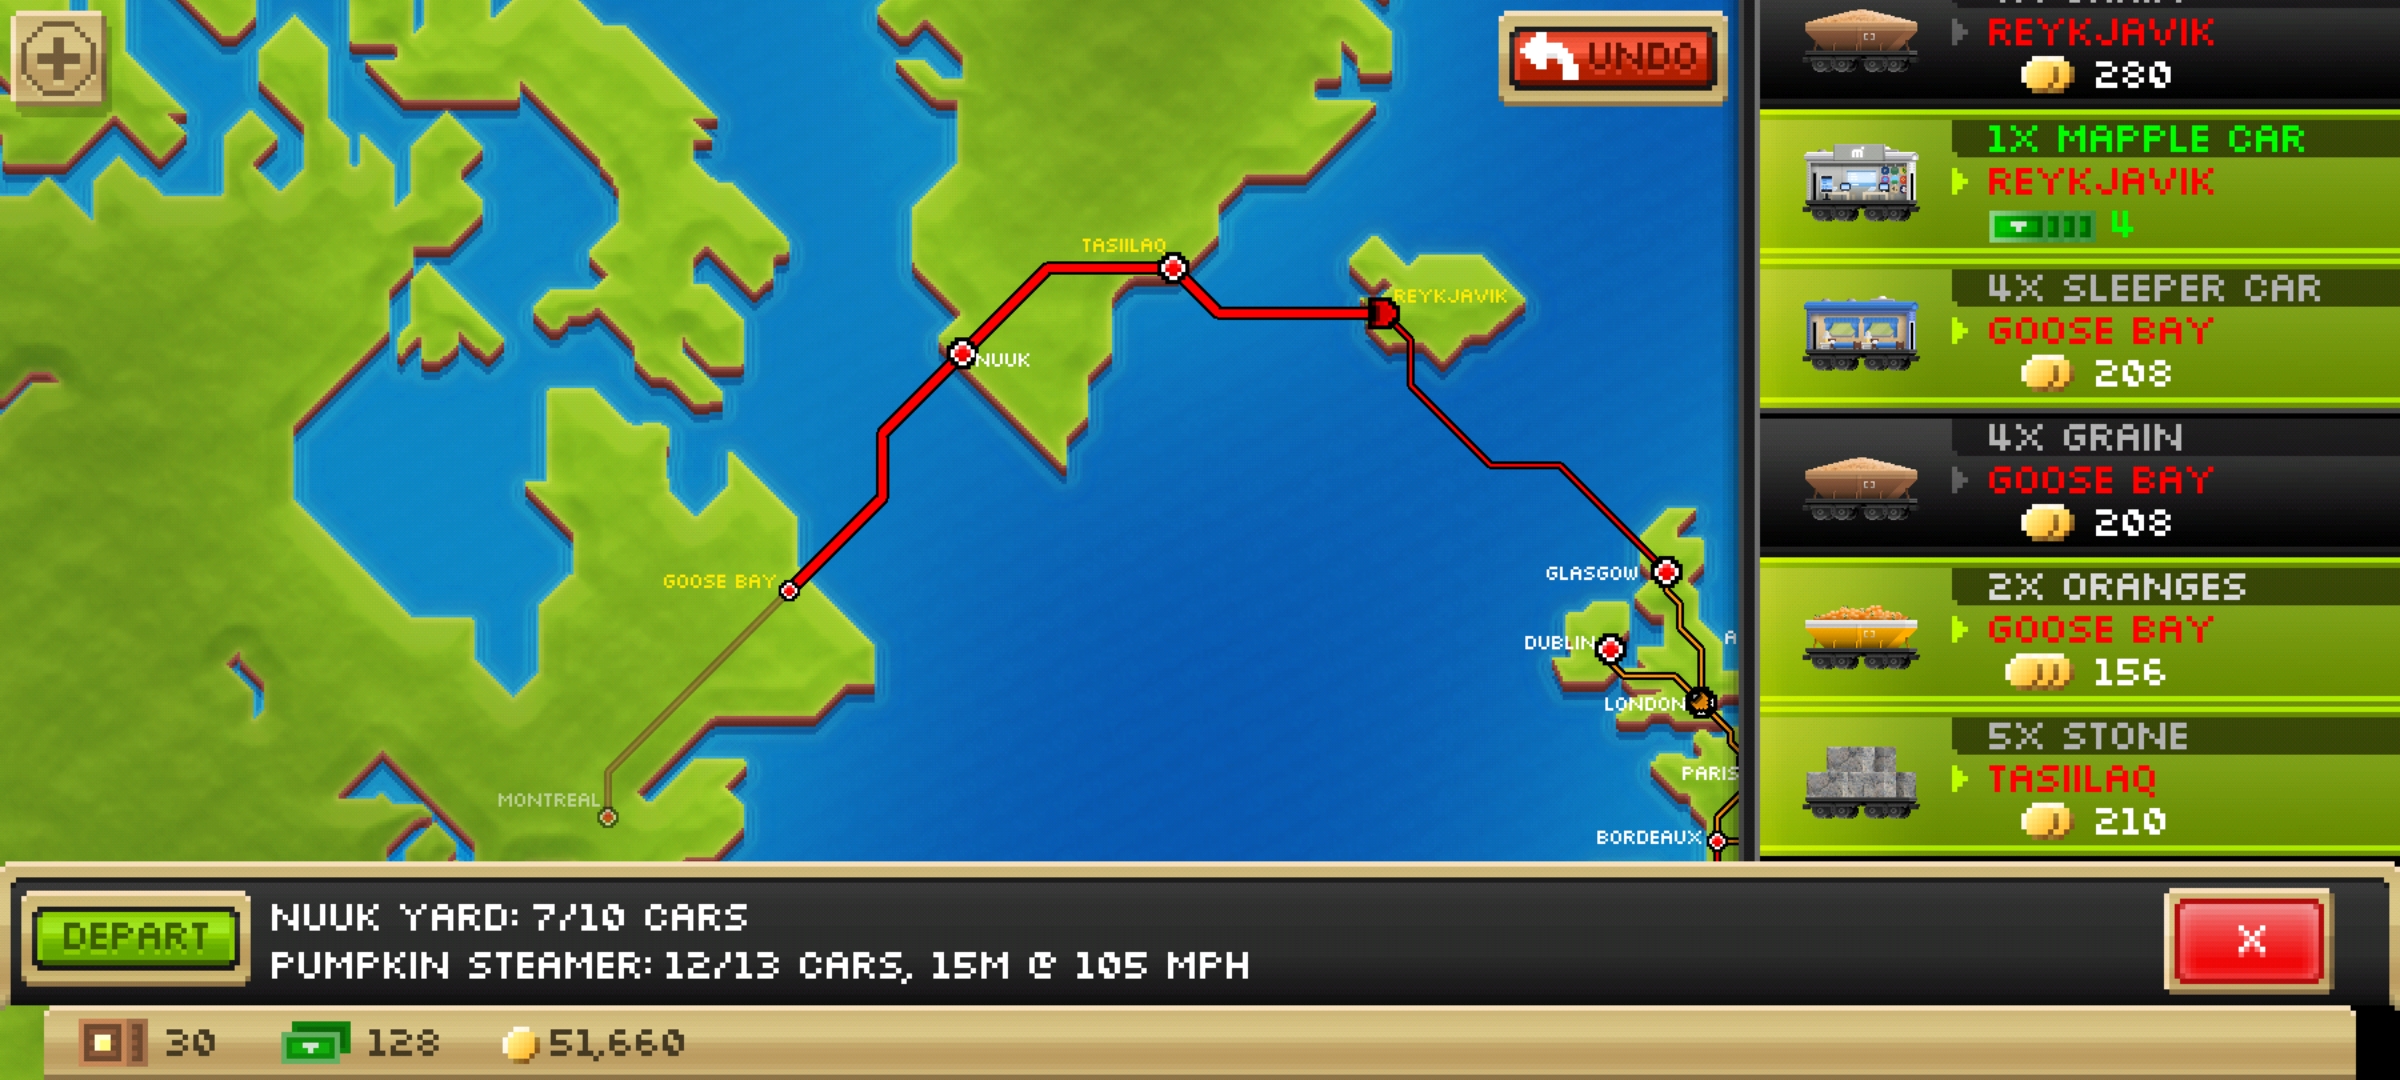 UNDO
REYKJAVIK
280
1X MAPPLE CAR
REYKJAVIK
4
4X SLEEPER CAR
GOOSE BAY
208
4X GRAIN
GOOSE BAY
208
2X ORANGES
GOOSE BAY
156
5X STONE
TASIILAQ
210
TASIILAQ
REYKJAVIK
NUUK
GOOSE BAY
GLASGOW
DUBLIN
LONDON
PARIS
MONTREAL
BORDEAUX
DEPART
NUUK YARD: 7/10 CARS
PUMPKIN STEAMER: 12/13 CARS, 15M @ 105 MPH
X
30
128
51,660